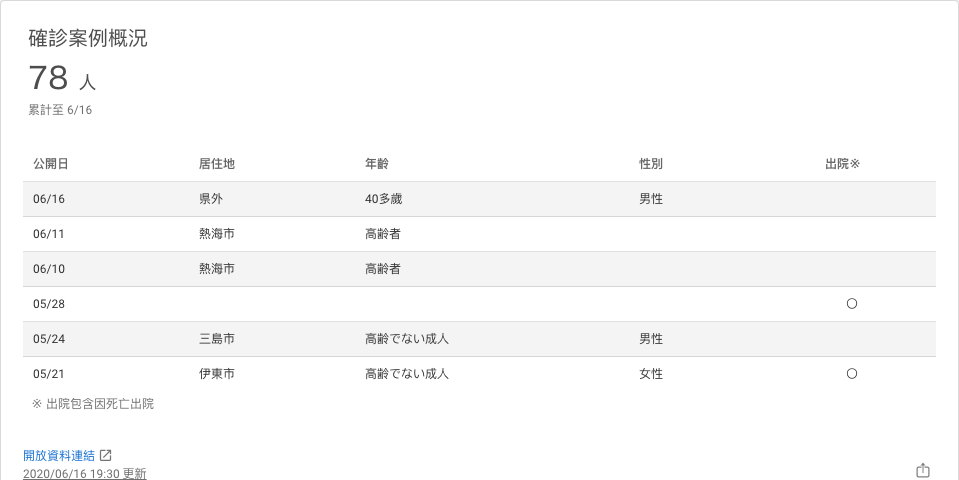 確診案例概況
78 人
累計至 6/16
公開日 居住地 年齢 性別 出院※
06/16 県外 40多歲 男性
06/11 熱海市 高齢者
06/10 熱海市 高齢者
05/28 〇
05/24 三島市 高齢でない成人 男性
05/21 伊東市 高齢でない成人 女性 〇
※ 出院包含因死亡出院
開放資料連結
2020/06/16 19:30 更新